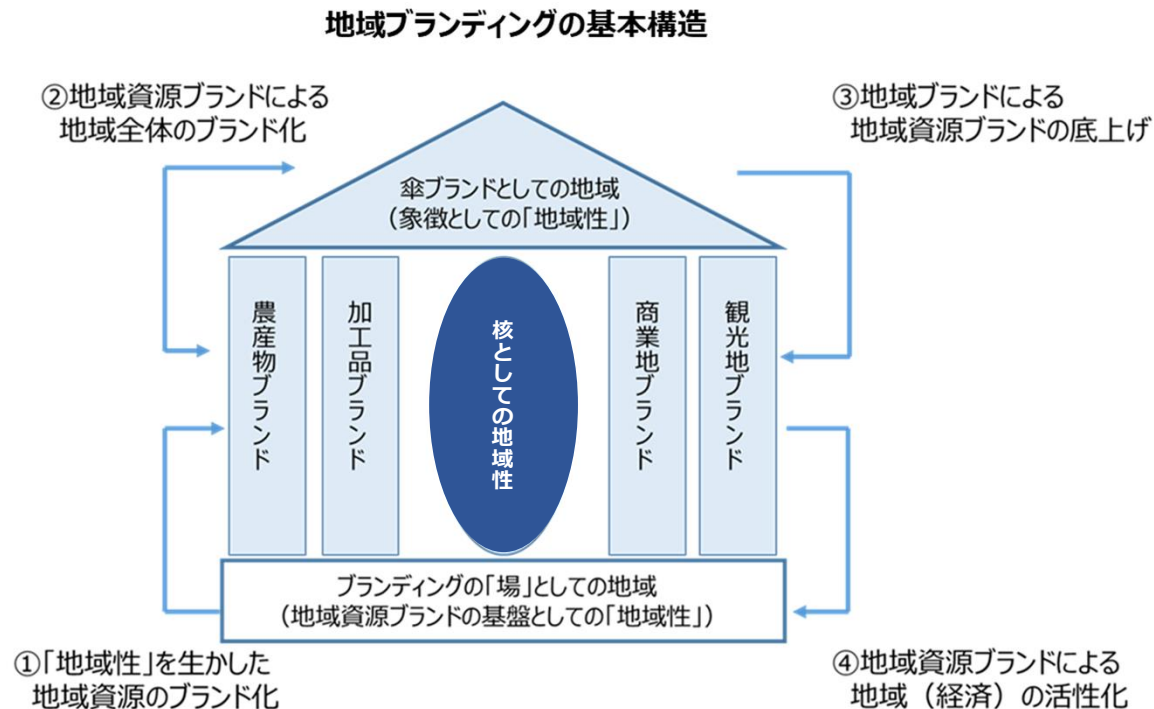 地域ブランディングの基本構造
②地域資源ブランドによる
地域全体のブランド化
③地域ブランドによる
地域資源ブランドの底上げ
傘ブランドとしての地域
（象徴としての「地域性」）
農産物ブランド
加工品ブランド
核としての地域性
商業地ブランド
観光地ブランド
ブランディングの「場」としての地域
（地域資源ブランドの基盤としての「地域性」）
①「地域性」を生かした
地域資源のブランド化
④地域資源ブランドによる
地域（経済）の活性化